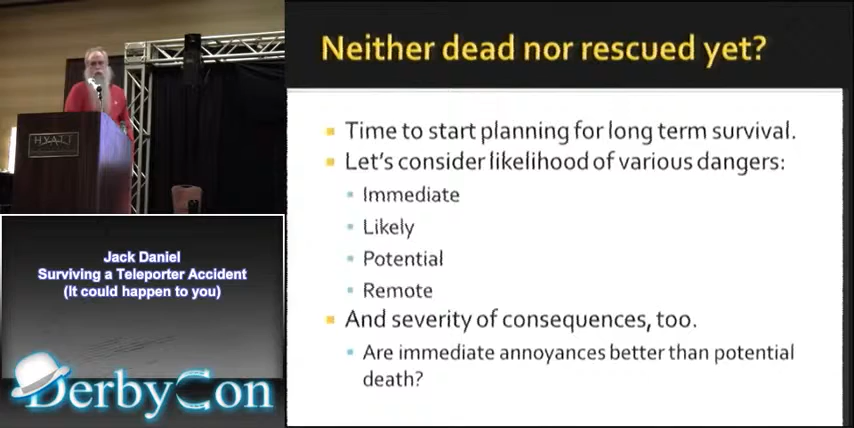 HYATT
Jack Daniel
Surviving a Teleporter Accident
(It could happen to you)
DerbyCon
Neither dead nor rescued yet?
Time to start planning for long term survival.
Let's consider likelihood of various dangers:
Immediate
Likely
Potential
Remote
And severity of consequences, too.
Are immediate annoyances better than potential
death?